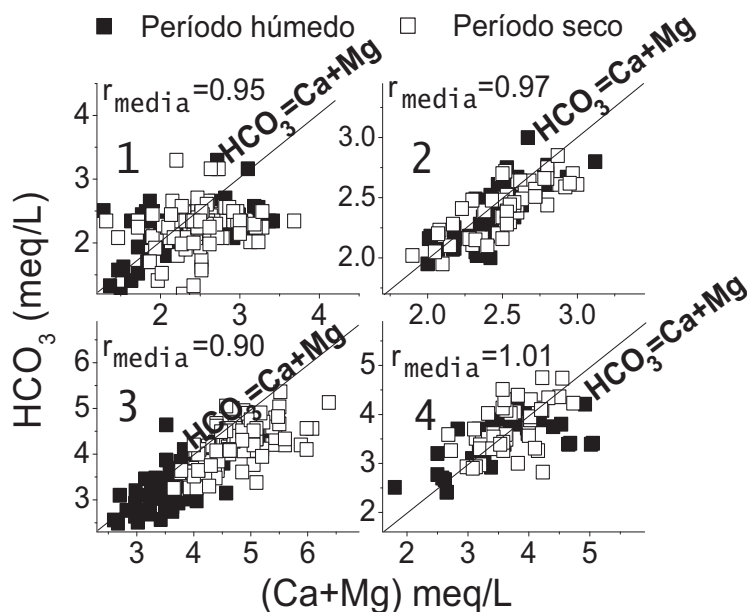 Período húmedo
Período seco
r media=0.95
HCO3=Ca+Mg
1
4
3
2
2
3
4
r media=0.97
HCO3=Ca+Mg
2
3.0
2.5
2.0
2.0
2.5
3.0
HCO3 (meq/L)
r media=0.90
HCO3=Ca+Mg
3
5
4
3
3
4
5
6
r media=1.01
HCO3=Ca+Mg
4
5
4
3
2
2
3
4
5
(Ca+Mg) meq/L